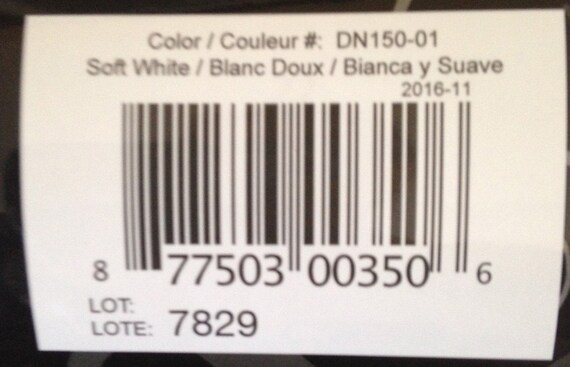 Color / Couleur #: DN150-01
Soft White / Blanc Doux / Bianca y Suave
2016-11
8 77503 00350 6
LOT:
LOTE: 7829